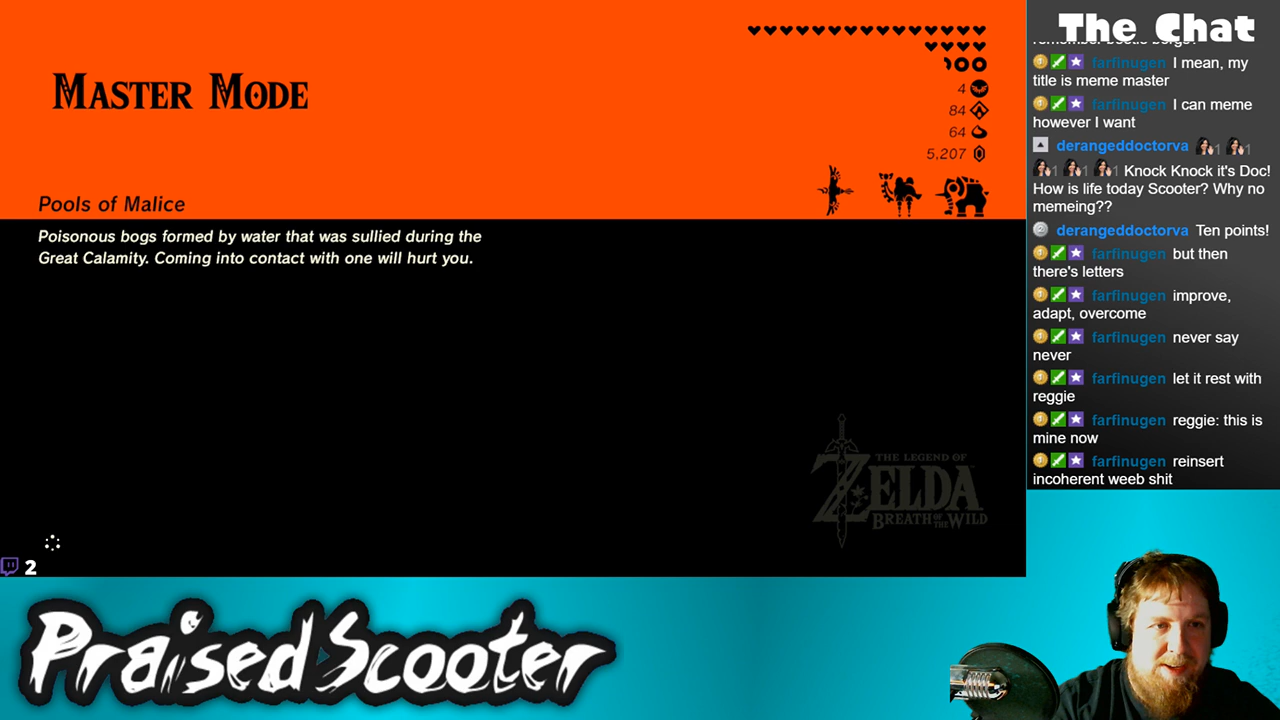 Master Mode
4
84
64
5,207
Pools of Malice
Poisonous bogs formed by water that was sullied during the
Great Calamity. Coming into contact with one will hurt you.
THE LEGEND OF
ZELDA
BREATH OF THE WILD
2
PraisedScooter
The Chat
farfinugen I mean, my
title is meme master
farfinugen I can meme
however I want
derangeddoctorva 1 1
1 1 1 Knock Knock it's Doc!
How is life today Scooter? Why no
memeing??
derangeddoctorva Ten points!
farfinugen but then
there's letters
farfinugen improve,
adapt, overcome
farfinugen never say
never
farfinugen let it rest with
reggie
farfinugen reggie: this is
mine now
farfinugen reinsert
incoherent weeb shit